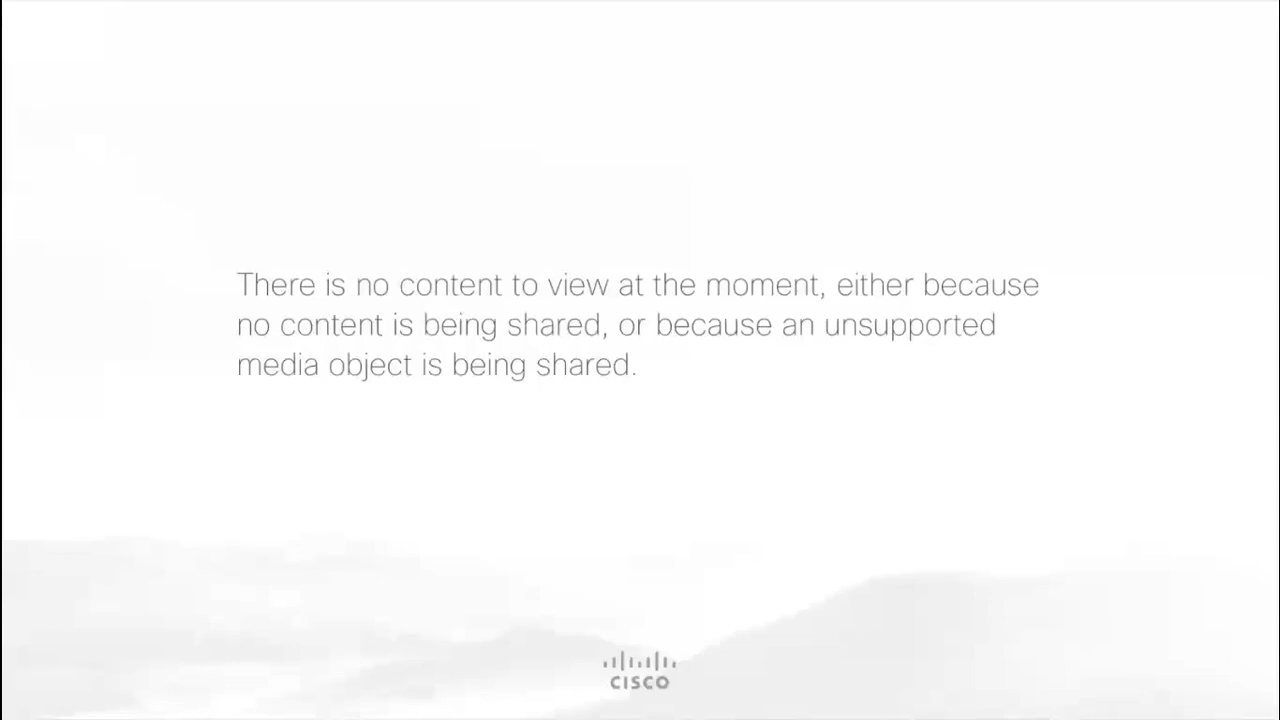 There is no content to view at the moment, either because
no content is being shared, or because an unsupported
media object is being shared.
CISCO